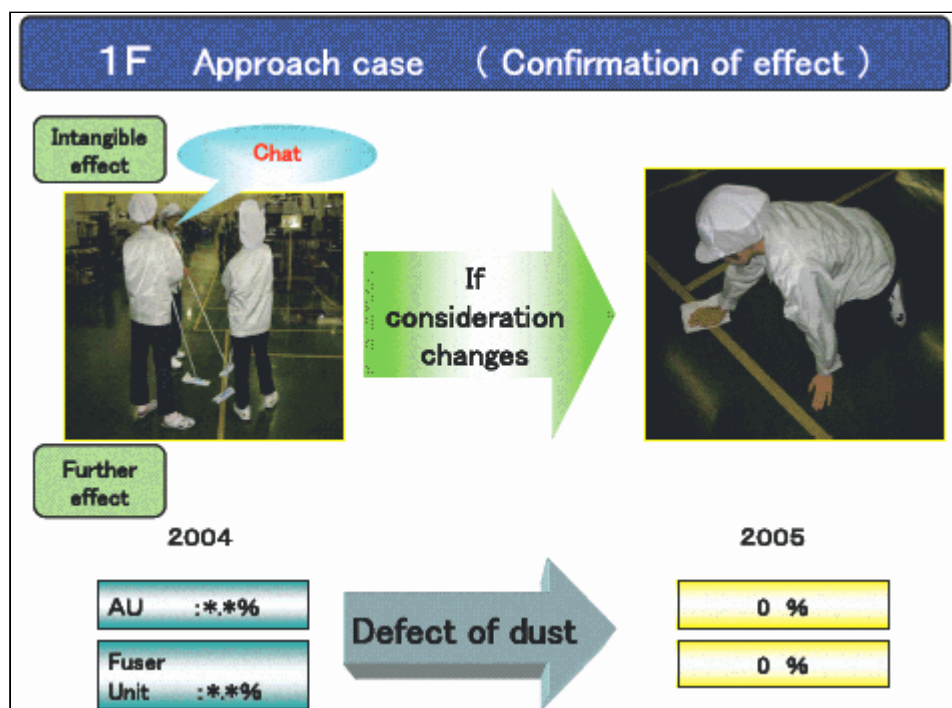 1F Approach case ( Confirmation of effect )
Intangible
effect
Chat
If
consideration
changes
Further
effect
2004
2005
AU :*.*%
Defect of dust
0 %
Fuser
Unit :*.*%
0 %